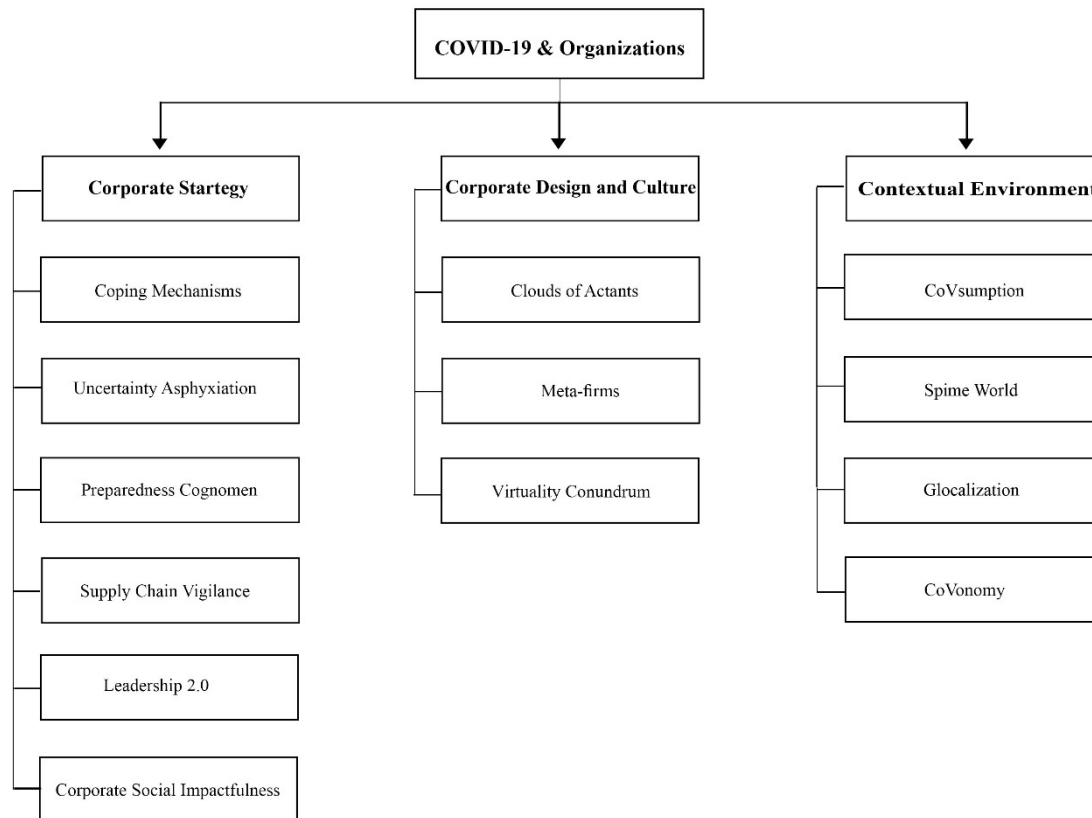 COVID-19 & Organizations
Corporate Startegy
Coping Mechanisms
Uncertainty Asphyxiation
Preparedness Cognomen
Supply Chain Vigilance
Leadership 2.0
Corporate Social Impactfulness
Corporate Design and Culture
Clouds of Actants
Meta-firms
Virtuality Conundrum
Contextual Environment
CoVsumption
Spime World
Glocalization
CoVonomy